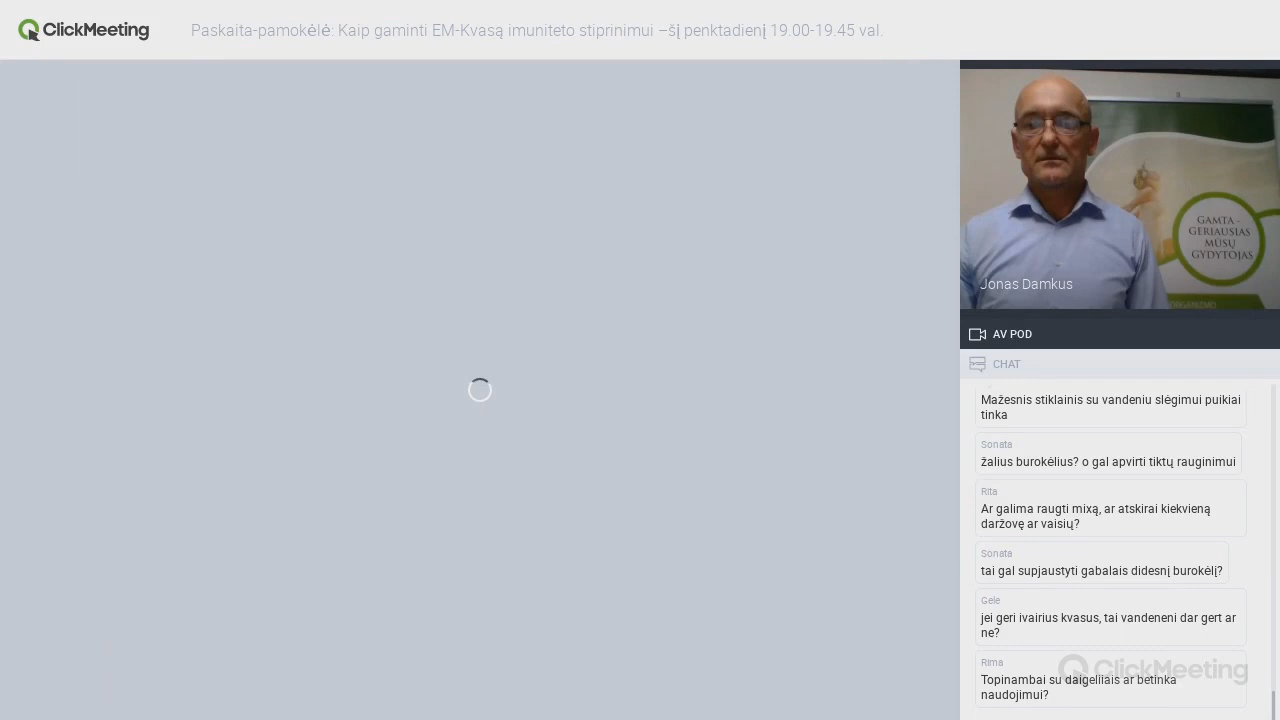 ClickMeeting
Paskaita-pamokėlė: Kaip gaminti EM-Kvasą imuniteto stiprinimui –šį penktadienį 19.00-19.45 val.
GAMTA -
GERIAUSIAS
MŪSŲ
GYDYTOJAS
Jonas Damkus
AV POD
CHAT
Mažesnis stiklainis su vandeniu slėgimui puikiai
tinka
Sonata
žalius burokėlius? o gal apvirti tiktų rauginimui
Rita
Ar galima raugti mixą, ar atskirai kiekvieną
daržovę ar vaisių?
Sonata
tai gal supjaustyti gabalais didesnį burokėlį?
Gele
jei geri ivairius kvasus, tai vandeneni dar gert ar
ne?
Rima
ClickMeeting
Topinambai su daigeliiais ar betinka
naudojimui?